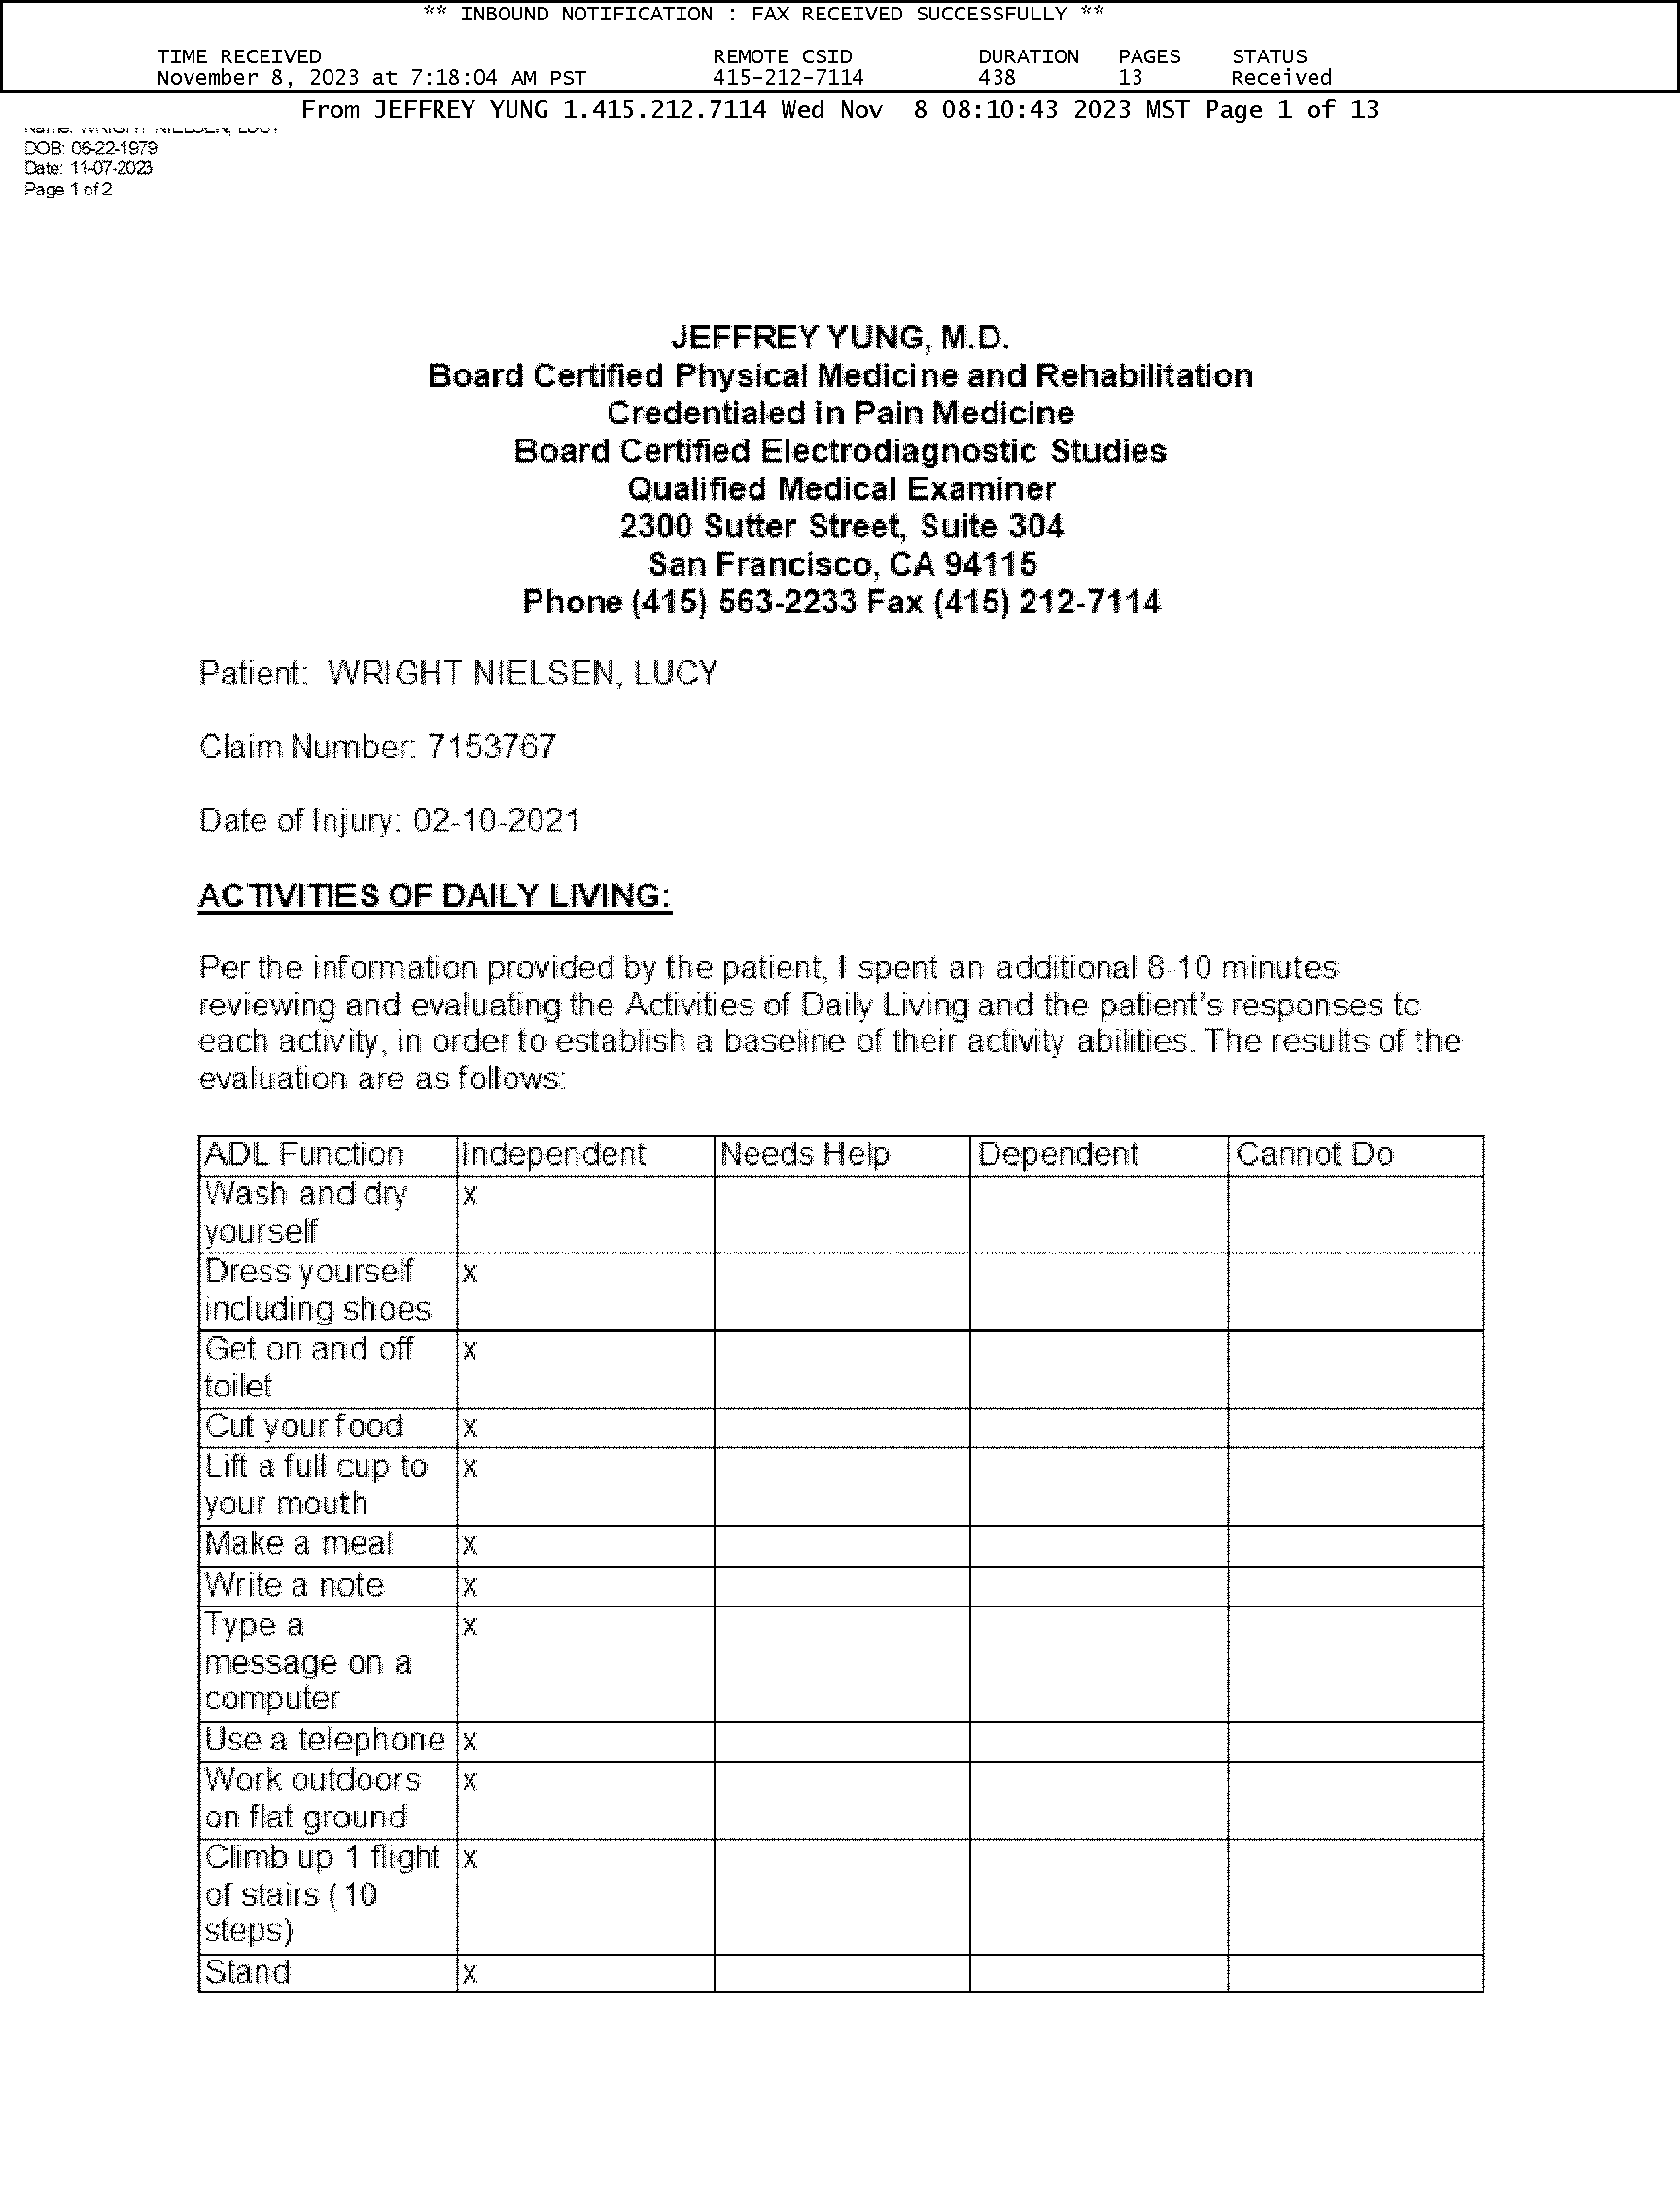 ** INBOUND NOTIFICATION : FAX RECEIVED SUCCESSFULLY **
TIME RECEIVED REMOTE CSID DURATION PAGES STATUS
November 8, 2023 at 7:18:04 AM PST 415-212-7114 438 13 Received
From JEFFREY YUNG 1.415.212.7114 Wed Nov 8 08:10:43 2023 MST Page 1 of 13
Name: WRIGHT NIELSEN, LUCY
DOB: 06-22-1979
Date: 11-07-2023
Page 1 of 2
JEFFREY YUNG, M.D.
Board Certified Physical Medicine and Rehabilitation
Credentialed in Pain Medicine
Board Certified Electrodiagnostic Studies
Qualified Medical Examiner
2300 Sutter Street, Suite 304
San Francisco, CA 94115
Phone (415) 563-2233 Fax (415) 212-7114
Patient: WRIGHT NIELSEN, LUCY
Claim Number: 7153767
Date of Injury: 02-10-2021
ACTIVITIES OF DAILY LIVING:
Per the information provided by the patient, I spent an additional 8-10 minutes
reviewing and evaluating the Activities of Daily Living and the patient's responses to
each activity, in order to establish a baseline of their activity abilities. The results of the
evaluation are as follows:
ADL Function Independent Needs Help Dependent Cannot Do
Wash and dry x
yourself
Dress yourself x
including shoes
Get on and off x
toilet
Cut your food x
Lift a full cup to x
your mouth
Make a meal x
Write a note x
Type a x
message on a
computer
Use a telephone x
Work outdoors x
on flat ground
Climb up 1 flight x
of stairs (10
steps)
Stand x